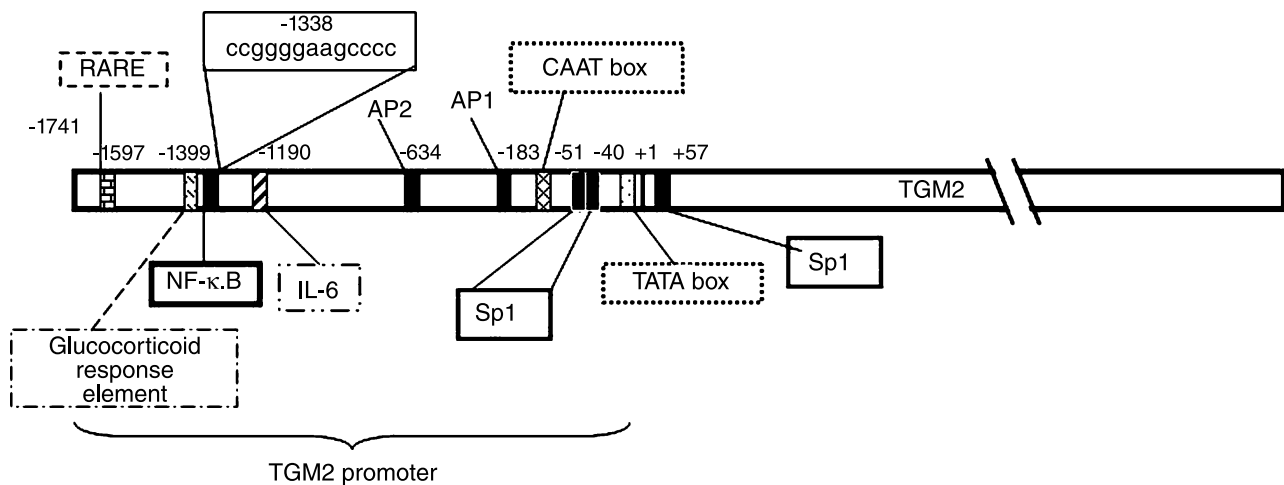 -1338
ccggggaagcccc
RARE
CAAT box
AP2
AP1
-1741
-1597 -1399 -1190 -634 -183 -51 -40 +1 +57
TGM2
NF-κ.B
IL-6
Sp1
TATA box
Sp1
Glucocorticoid
response
element
TGM2 promoter